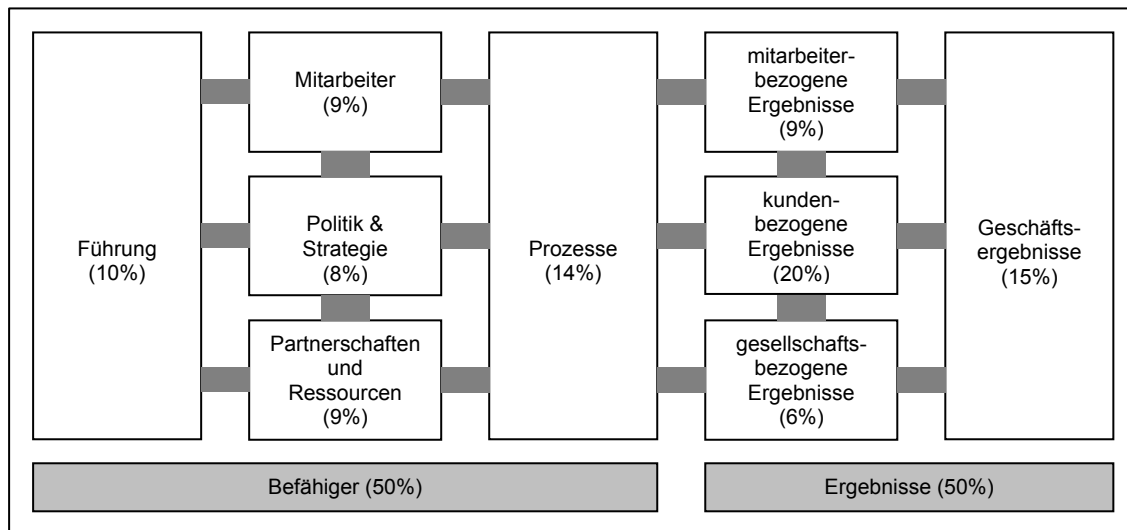 Führung
(10%)
Mitarbeiter
(9%)
Politik &
Strategie
(8%)
Partnerschaften
und
Ressourcen
(9%)
Prozesse
(14%)
mitarbeiter-
bezogene
Ergebnisse
(9%)
kunden-
bezogene
Ergebnisse
(20%)
gesellschafts-
bezogene
Ergebnisse
(6%)
Geschäfts-
ergebnisse
(15%)
Befähiger (50%)
Ergebnisse (50%)